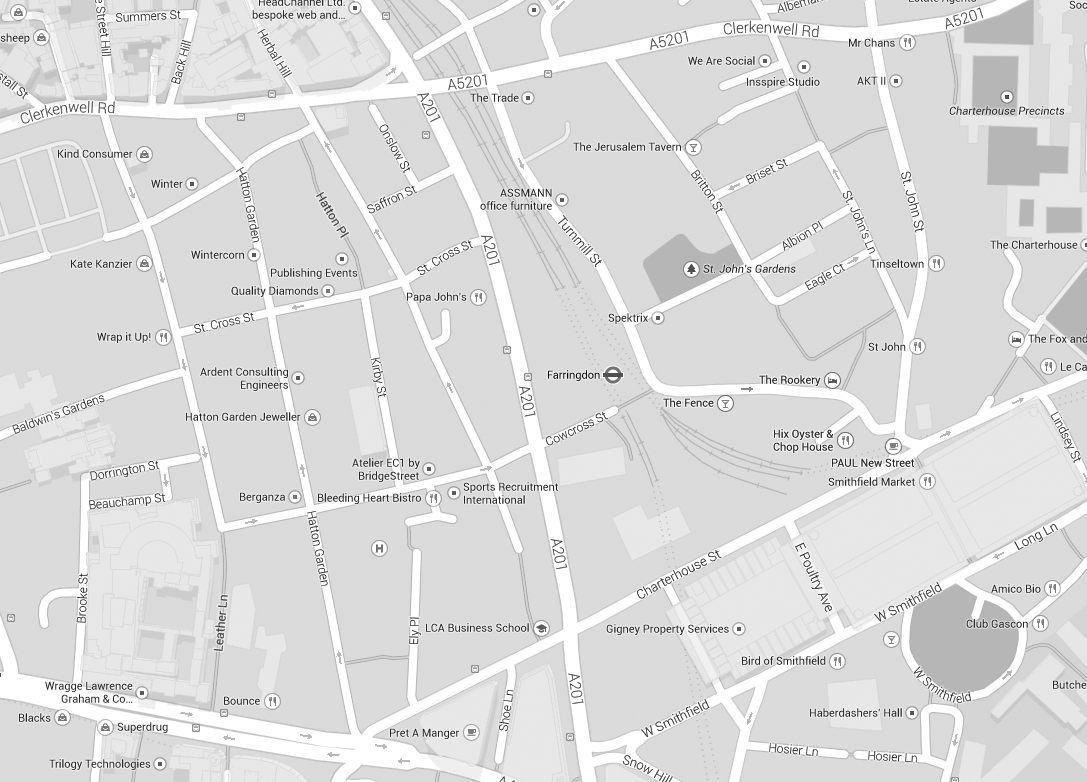 HeadChannel Ltd.
bespoke web and...
Summers St
Back Hill
Herbal Hill
sheep
Clerkenwell Rd
A5201
A5201
Clerkenwell Rd
A5201
Mr Chans
We Are Social
Insspire Studio
AKT II
Charterhouse Precincts
The Trade
A201
Onslow St
Kind Consumer
The Jerusalem Tavern
Briset St
Winter
Hatton Garden
Hatton Pl
Saffron St
ASSMANN
office furniture
Britton St
St. John St
St. John's Ln
Turnmill St
Albion Pl
Wintercorn
St. Cross St
A201
The Charterhouse
Kate Kanzier
Publishing Events
St. John's Gardens
Eagle Ct
Tinseltown
Quality Diamonds
Papa John's
Spektrix
St. Cross St
Wrap it Up!
St John
The Fox and
Ardent Consulting
Engineers
Kirby St
Farringdon
The Rookery
Le Ca
A201
The Fence
Baldwin's Gardens
Hatton Garden Jeweller
Cowcross St
Hix Oyster &
Chop House
Lindsey St
PAUL New Street
Atelier EC1 by
BridgeStreet
Dorrington St
Smithfield Market
Beauchamp St
Berganza
Bleeding Heart Bistro
Sports Recruitment
International
Hatton Garden
H
A201
Long Ln
E Poultry Ave
Charterhouse St
Amico Bio
Brooke St
Leather Ln
W Smithfield
Ely Pl
LCA Business School
Gigney Property Services
Club Gascon
Bird of Smithfield
Wragge Lawrence
Graham & Co...
Bounce
A201
Shoe Ln
W Smithfield
Butche
Blacks
Superdrug
Pret A Manger
W Smithfield
Haberdashers' Hall
Trilogy Technologies
Hosier Ln
Hosier Ln
Snow Hill